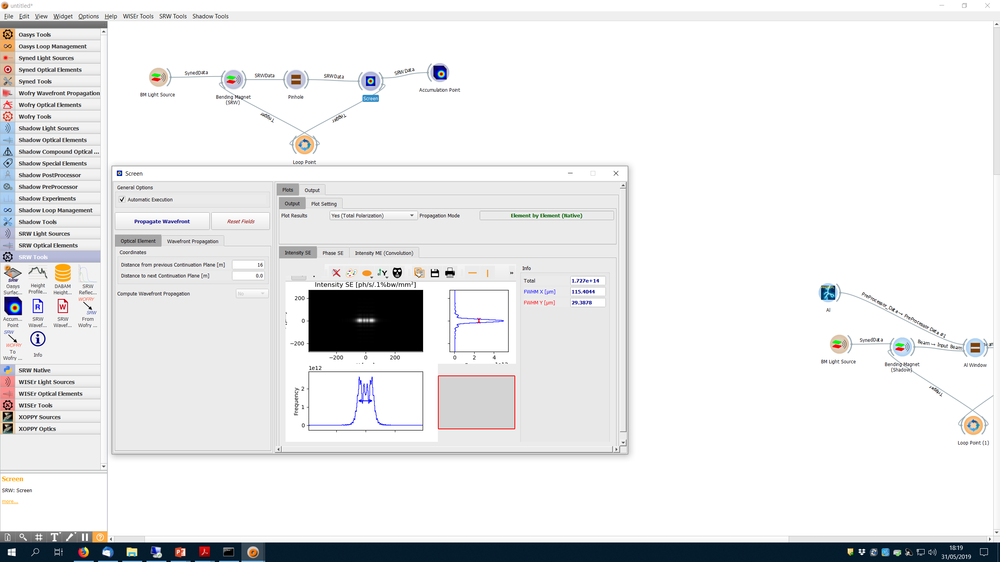 untitled*
File Edit View Widget Options Help WISEr Tools SRW Tools Shadow Tools
Oasys Tools
Oasys Loop Management
Syned Light Sources
Syned Optical Elements
Syned Tools
Wofry Wavefront Propagation
Wofry Optical Elements
Wofry Tools
Shadow Light Sources
Shadow Optical Elements
Shadow Compound Optical ...
Shadow Special Elements
Shadow PostProcessor
Shadow PreProcessor
Shadow Experiments
Shadow Loop Management
Shadow Tools
SRW Light Sources
SRW Optical Elements
SRW Tools
SRW
Oasys Surfac...
Height Profile...
DABAM Height...
SRW Reflec...
Accum... Point
R
SRW Wavef...
W
SRW Wavef...
WOFRY
SRW
From Wofry ...
SRW
WOFRY
To Wofry ...
Info
SRW Native
WISEr Light Sources
WISEr Optical Elements
WISEr Tools
XOPPY Sources
XOPPY Optics
Screen
SRW: Screen
more...
BM Light Source
SynedData
Bending Magnet
(SRW)
SRWData
Pinhole
SRWData
Screen
SRWData
Accumulation Point
Trigger
Trigger
Loop Point
Screen
General Options
Automatic Execution
Propagate Wavefront
Reset Fields
Optical Element
Wavefront Propagation
Coordinates
Distance from previous Continuation Plane [m] 16
Distance to next Continuation Plane [m] 0.0
Compute Wavefront Propagation No
Plots Output
Output Plot Setting
Plot Results Yes (Total Polarization) Propagation Mode Element by Element (Native)
Intensity SE Phase SE Intensity ME (Convolution)
Y
»
Intensity SE [ph/s/.1%bw/mm²]
200
0
−200
−200 0 200
0 2 4
1e12
2
1
0
Frequency
Info
Total 1.727e+14
FWHM X [µm] 115.4044
FWHM Y [µm] 29.3878
PREREFL
Al
PreProcessor_Data→ PreProcessor Data #1
BM Light Source
SynedData
Bending Magnet
(Shadow)
Beam→ Input Beam
Al Window
Trigger
Loop Point (1)
18:19
31/05/2019